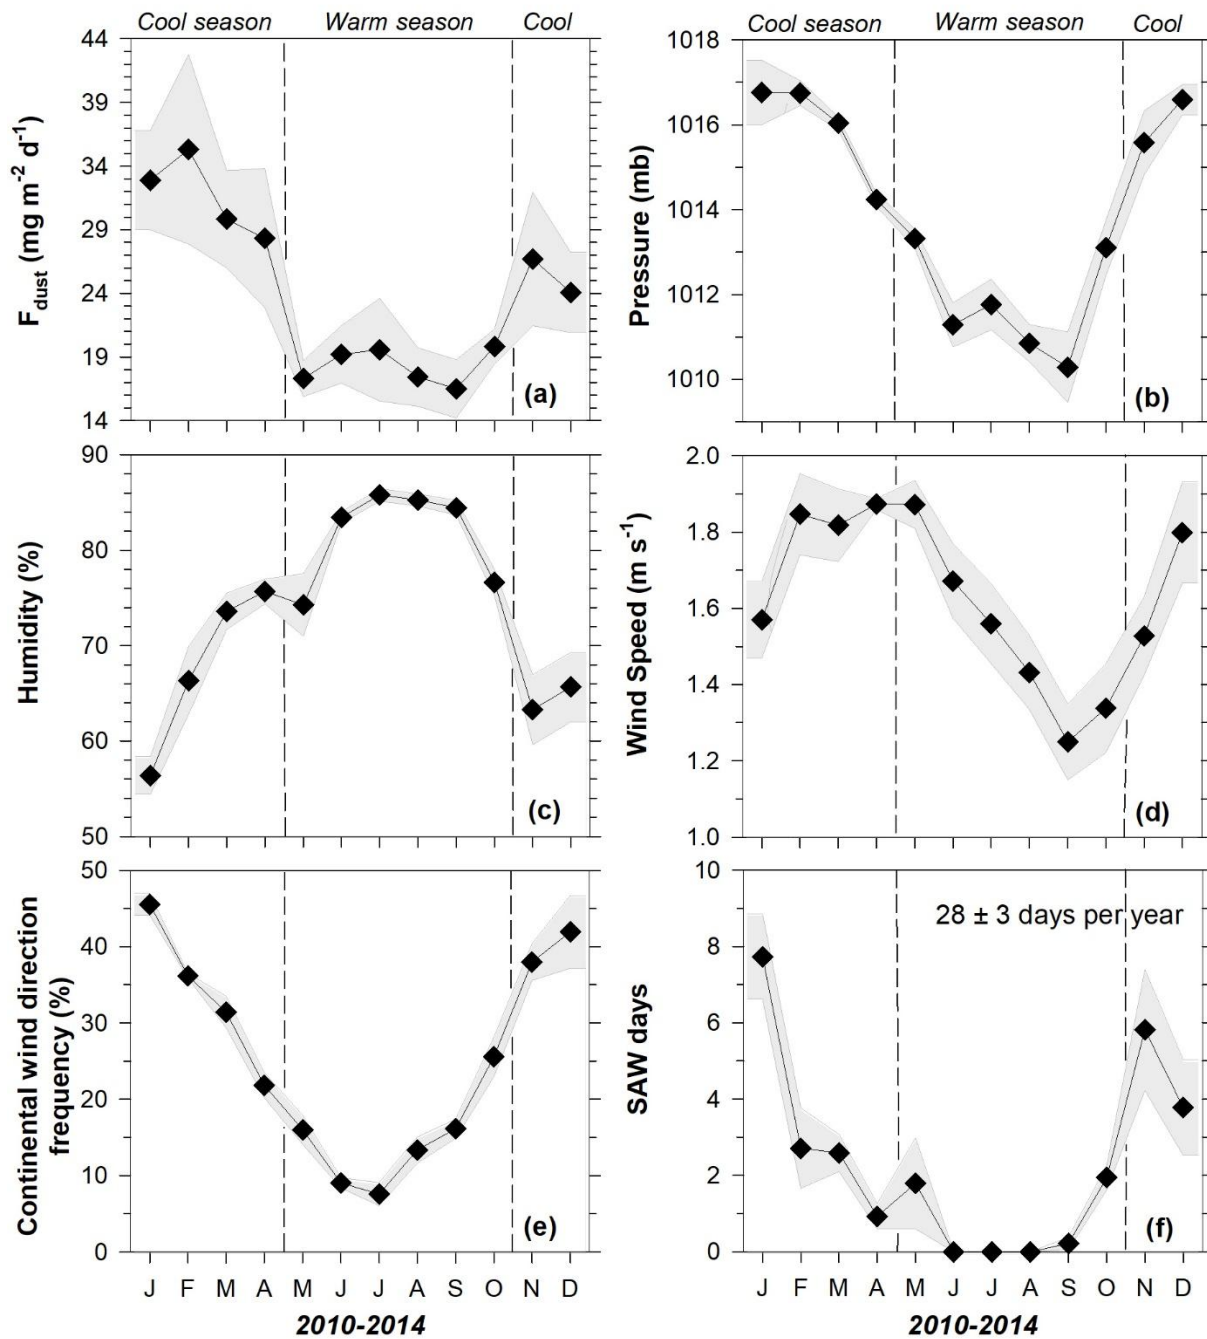 Cool season Warm season Cool
44
39
34
29
24
19
14
F_dust (mg m⁻² d⁻¹)
(a)
Cool season Warm season Cool
1018
1016
1014
1012
1010
Pressure (mb)
(b)
90
80
70
60
50
Humidity (%)
(c)
2.0
1.8
1.6
1.4
1.2
1.0
Wind Speed (m s⁻¹)
(d)
50
40
30
20
10
0
Continental wind direction
frequency (%)
(e)
J F M A M J J A S O N D
2010-2014
10
8
6
4
2
0
SAW days
28 ± 3 days per year
(f)
J F M A M J J A S O N D
2010-2014